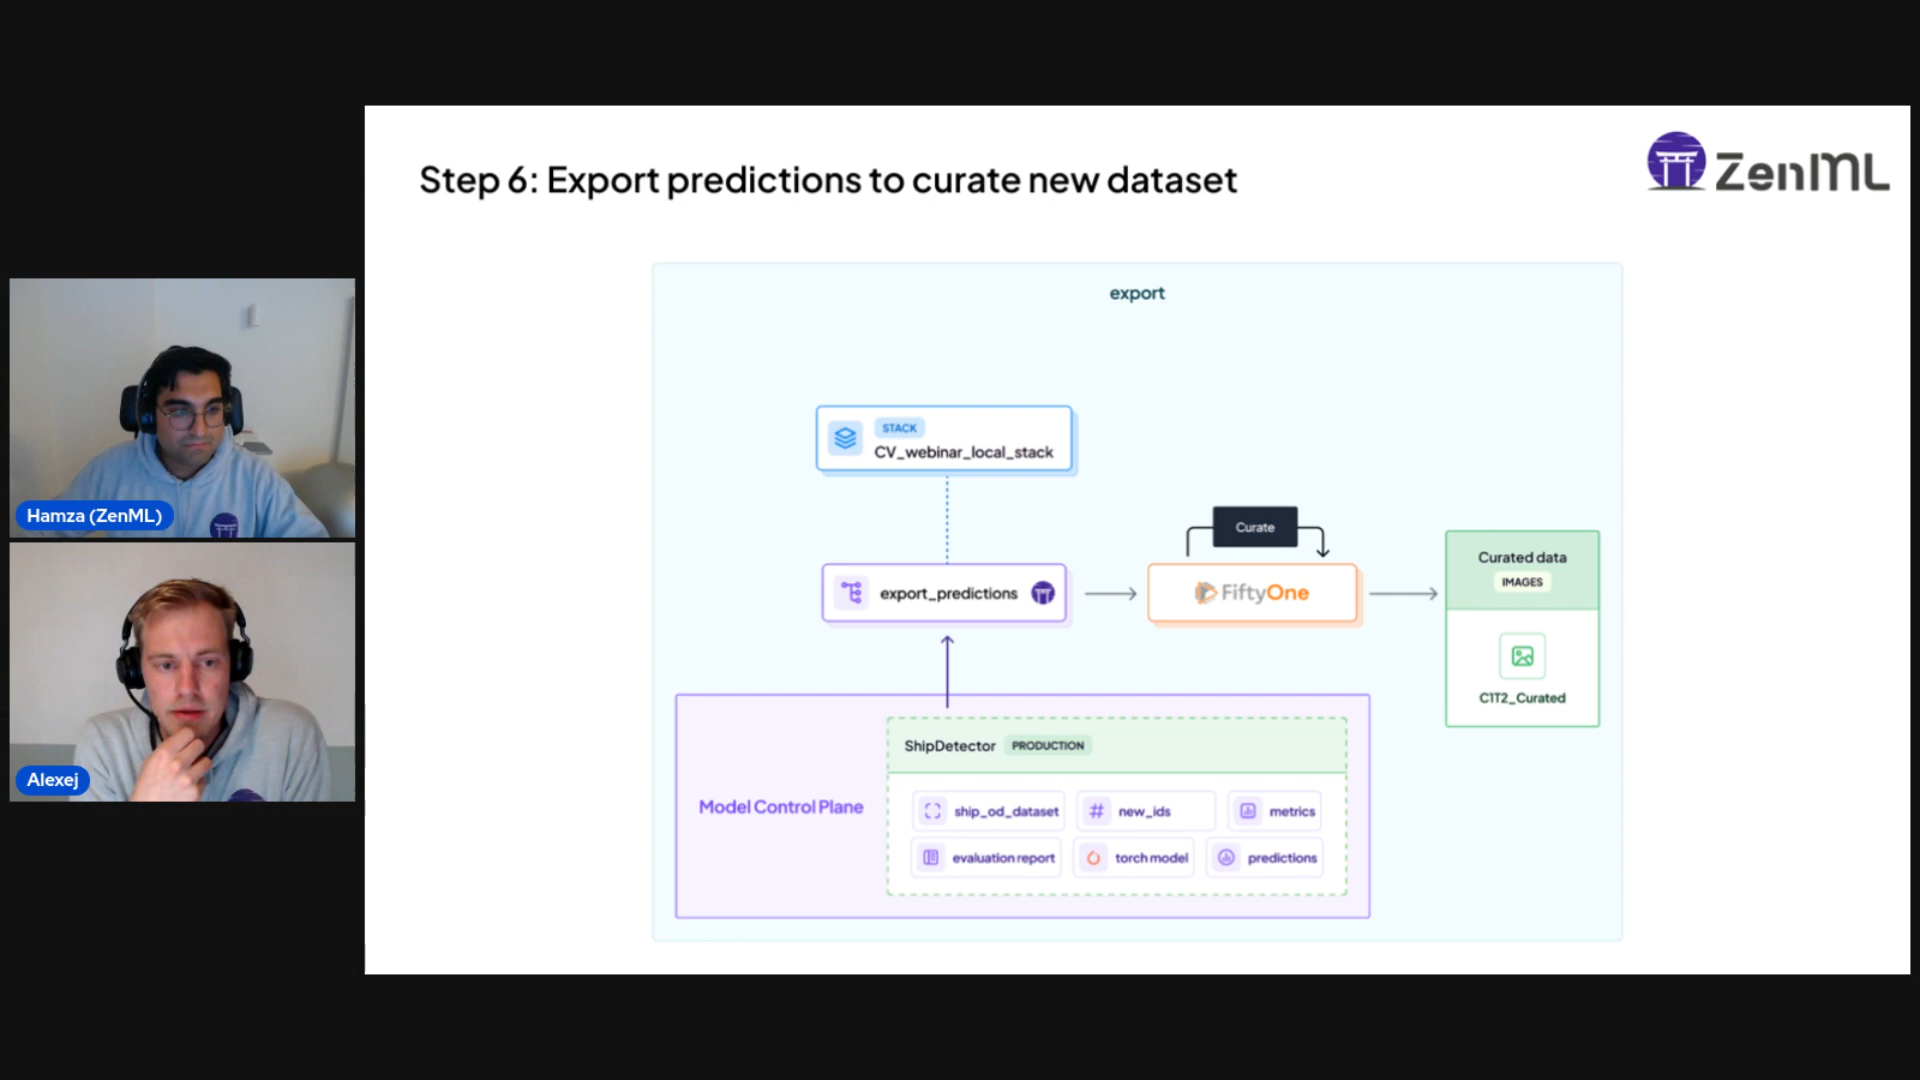 Step 6: Export predictions to curate new dataset
ZenML
export
STACK
CV_webinar_local_stack
Curate
export_predictions
FiftyOne
Curated data
IMAGES
C1T2_Curated
Model Control Plane
ShipDetector PRODUCTION
ship_od_dataset new_ids metrics
evaluation report torch model predictions
Hamza (ZenML)
Alexej